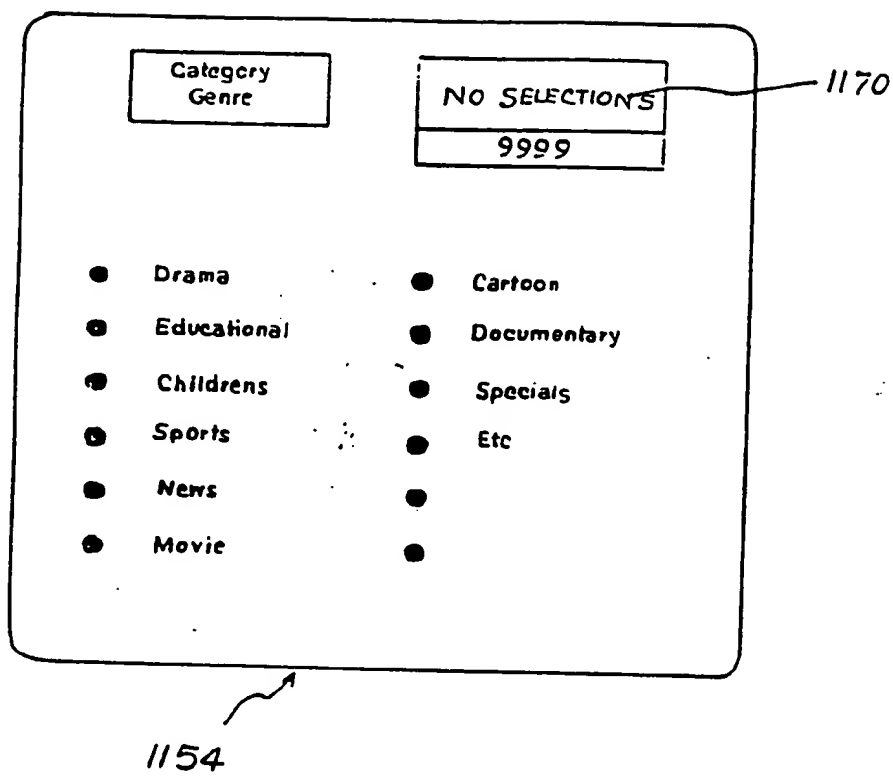 Category
Genre
NO SELECTIONS
1170
9999
Drama
Educational
Childrens
Sports
News
Movie
Cartoon
Documentary
Specials
Etc
1154